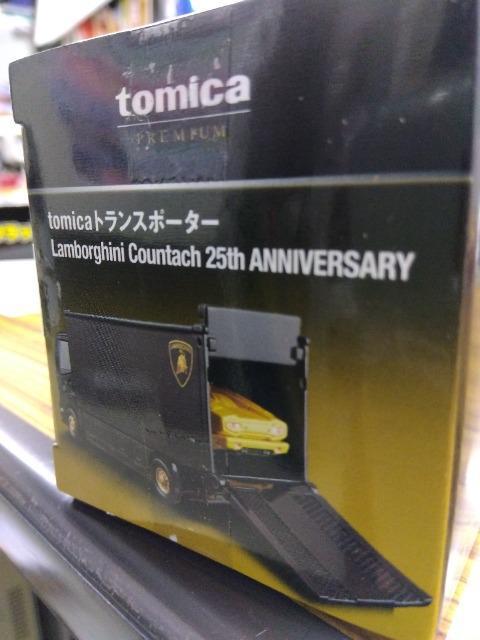 tomica
PREMIUM
tomicaトランスポーター
Lamborghini Countach 25th ANNIVERSARY